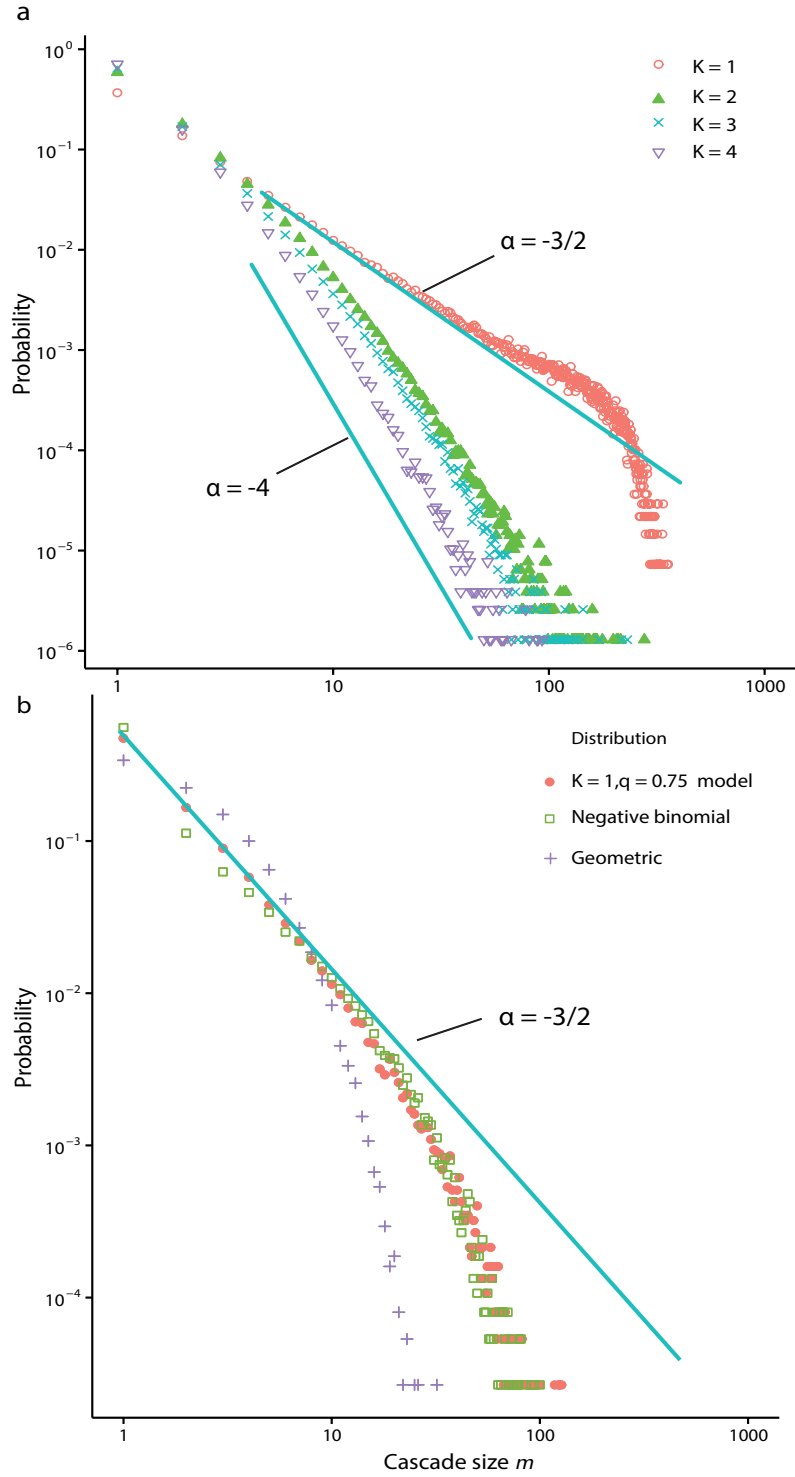 a
10⁰
10⁻¹
10⁻²
10⁻³
10⁻⁴
10⁻⁵
10⁻⁶
Probability
K = 1
K = 2
K = 3
K = 4
α = -3/2
α = -4
1
10
100
1000
b
10⁻¹
10⁻²
10⁻³
10⁻⁴
Probability
Distribution
K = 1,q = 0.75 model
Negative binomial
Geometric
α = -3/2
1
10
100
1000
Cascade size m